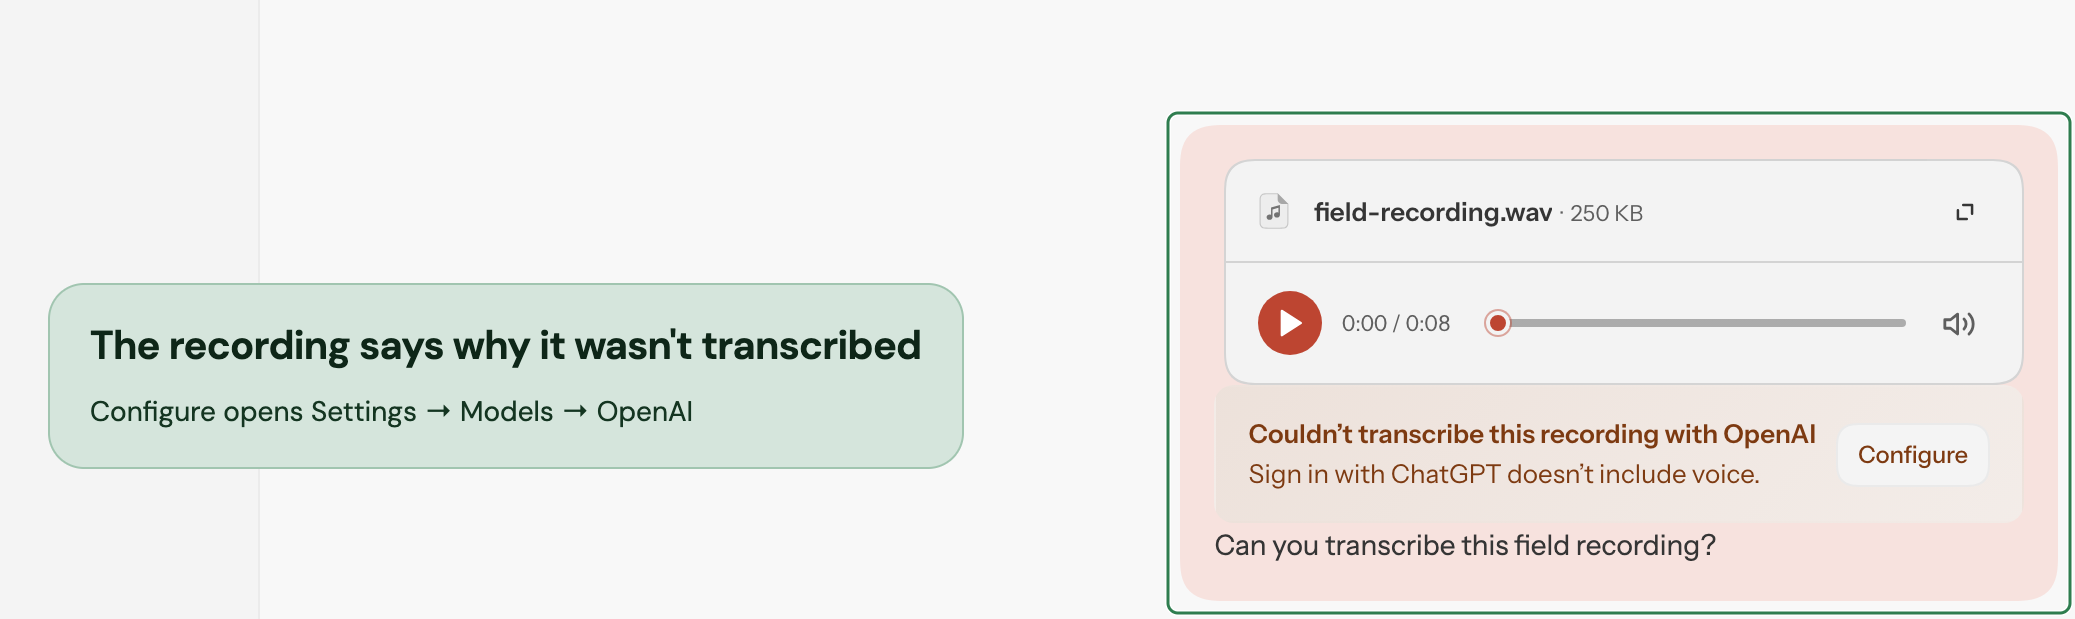 The recording says why it wasn't transcribed
Configure opens Settings → Models → OpenAI
field-recording.wav · 250 KB
0:00 / 0:08
Couldn’t transcribe this recording with OpenAI
Sign in with ChatGPT doesn’t include voice.
Configure
Can you transcribe this field recording?